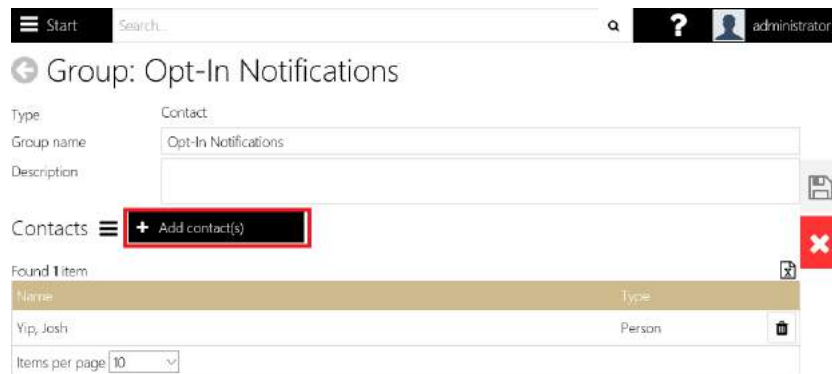 Start Search... ? administrator
Group: Opt-In Notifications
Type Contact
Group name Opt-In Notifications
Description
Contacts + Add contact(s)
Found 1 item
Name Type
Yip, Josh Person
Items per page 10